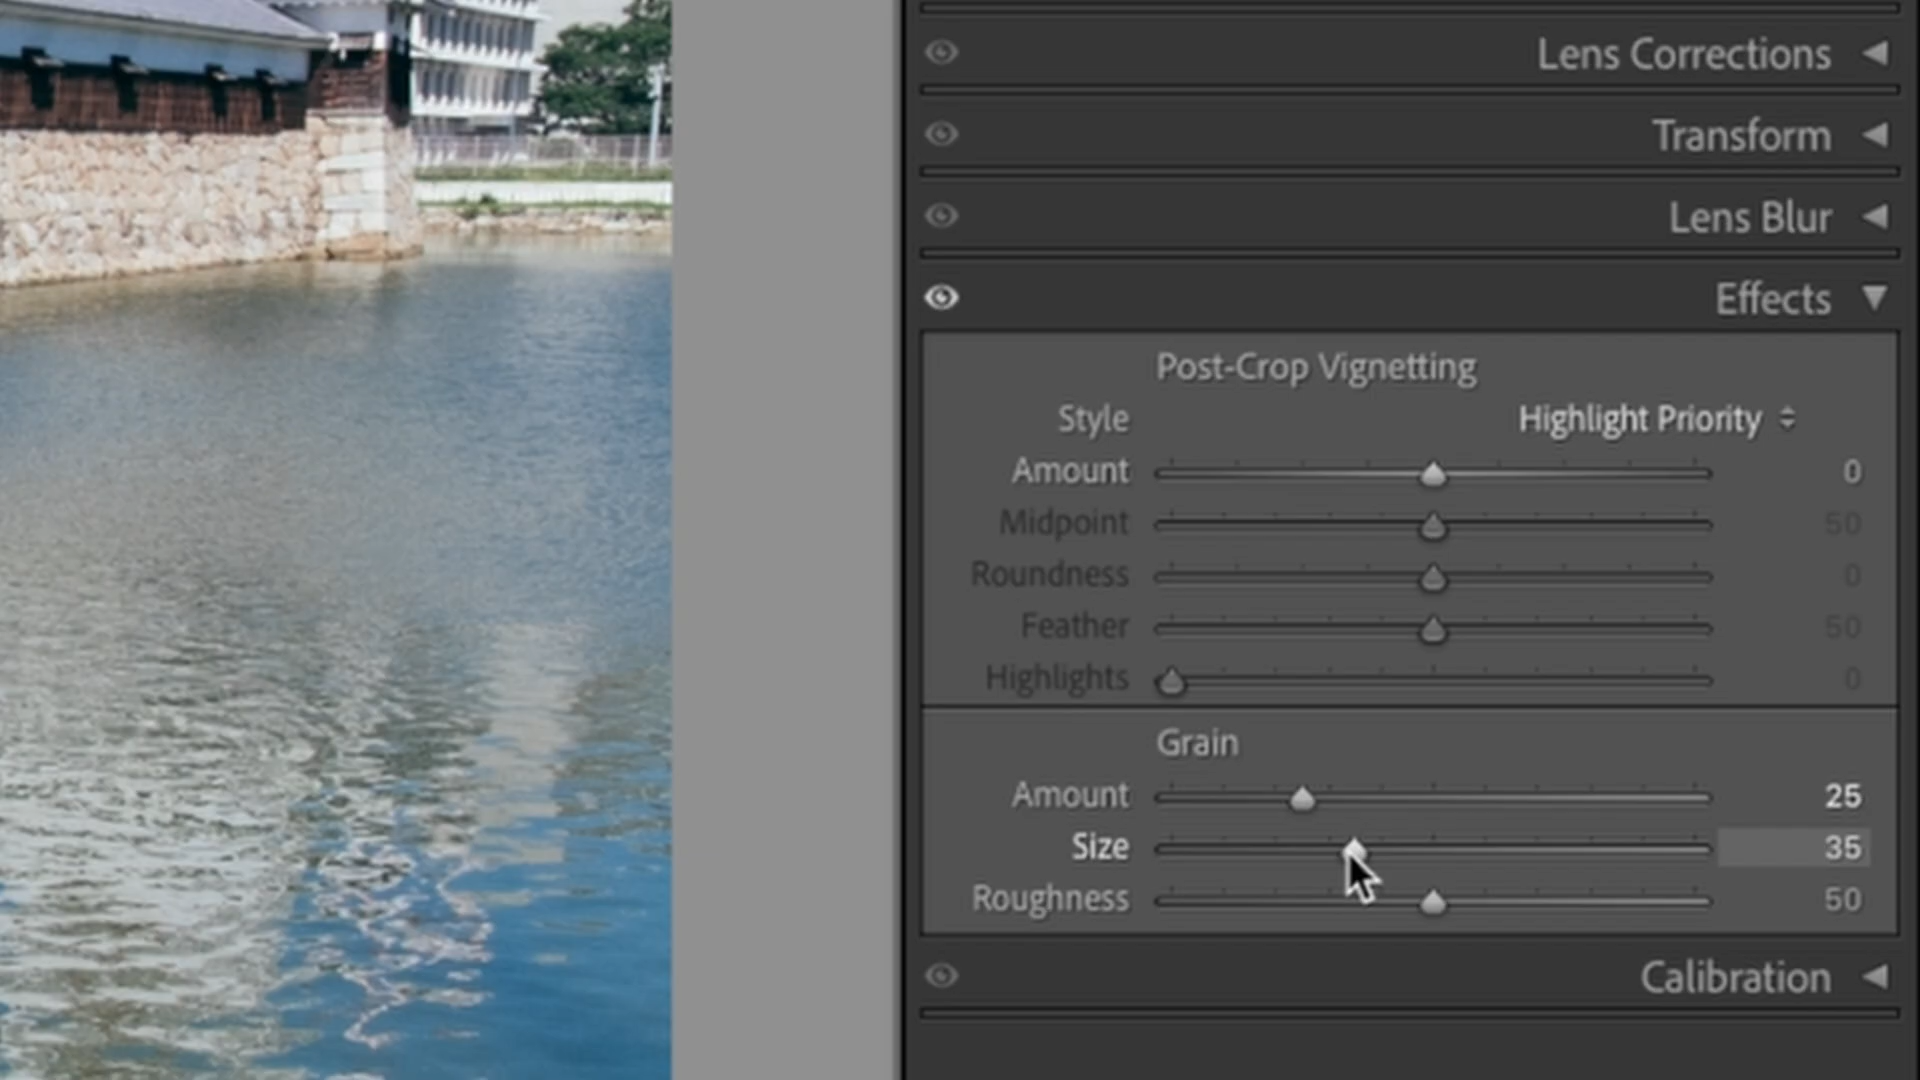 Lens Corrections
Transform
Lens Blur
Effects
Post-Crop Vignetting
Style Highlight Priority
Amount 0
Midpoint 50
Roundness 0
Feather 50
Highlights 0
Grain
Amount 25
Size 35
Roughness 50
Calibration